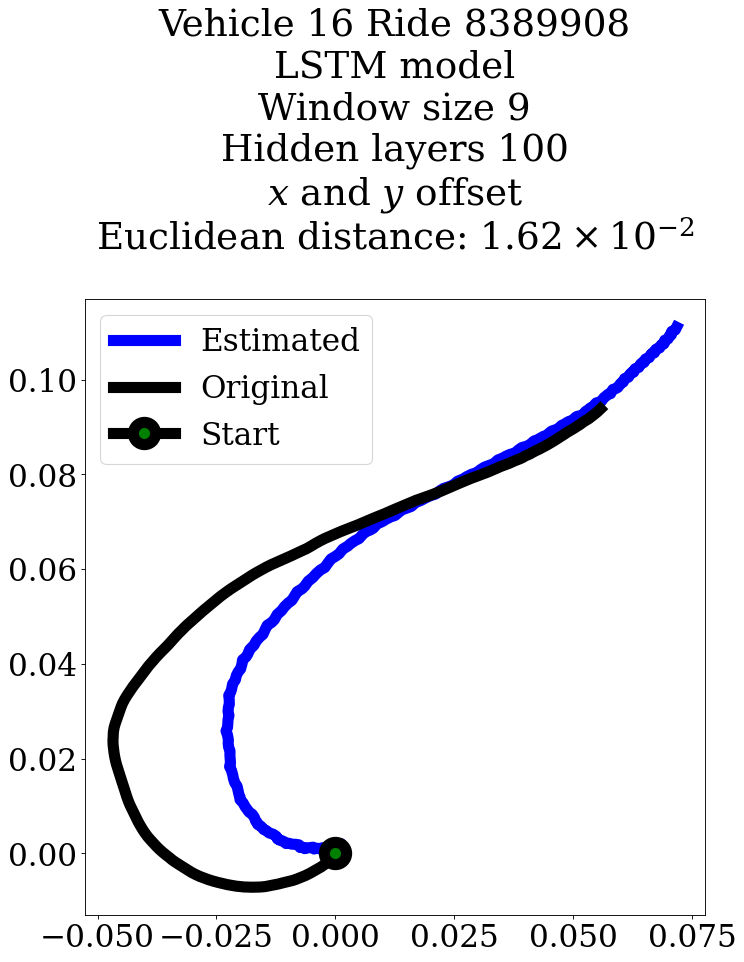 Vehicle 16 Ride 8389908
LSTM model
Window size 9
Hidden layers 100
x and y offset
Euclidean distance: 1.62 × 10⁻²
Estimated
Original
Start
0.10
0.08
0.06
0.04
0.02
0.00
−0.050 −0.025 0.000 0.025 0.050 0.075